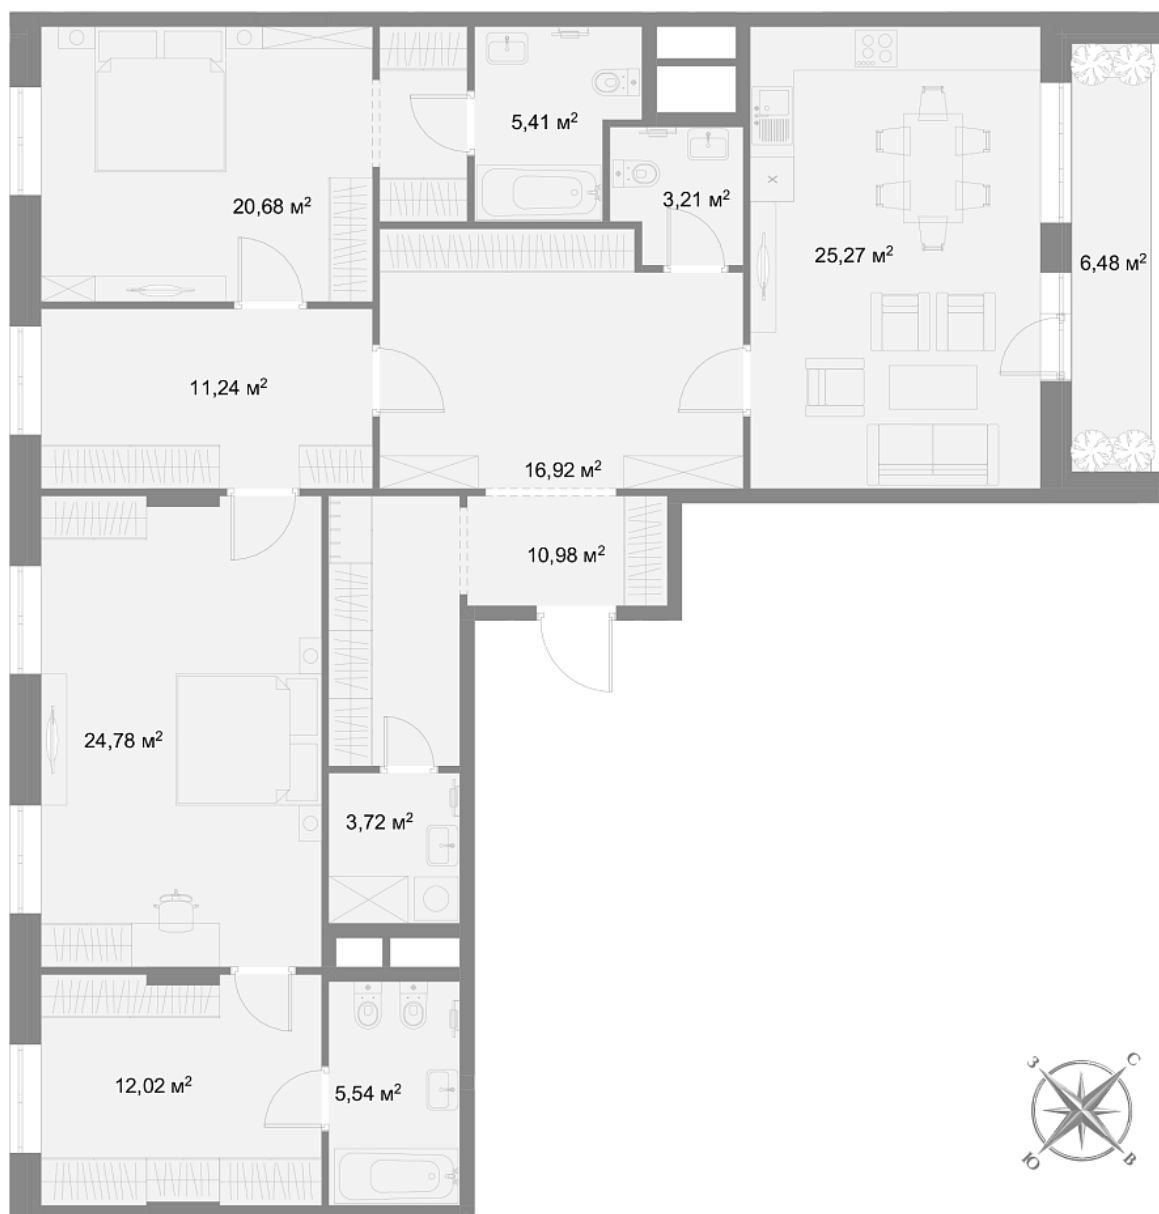 5,41 м²
3,21 м²
20,68 м²
25,27 м²
6,48 м²
11,24 м²
16,92 м²
10,98 м²
24,78 м²
3,72 м²
12,02 м²
5,54 м²
X
З
С
Ю
В